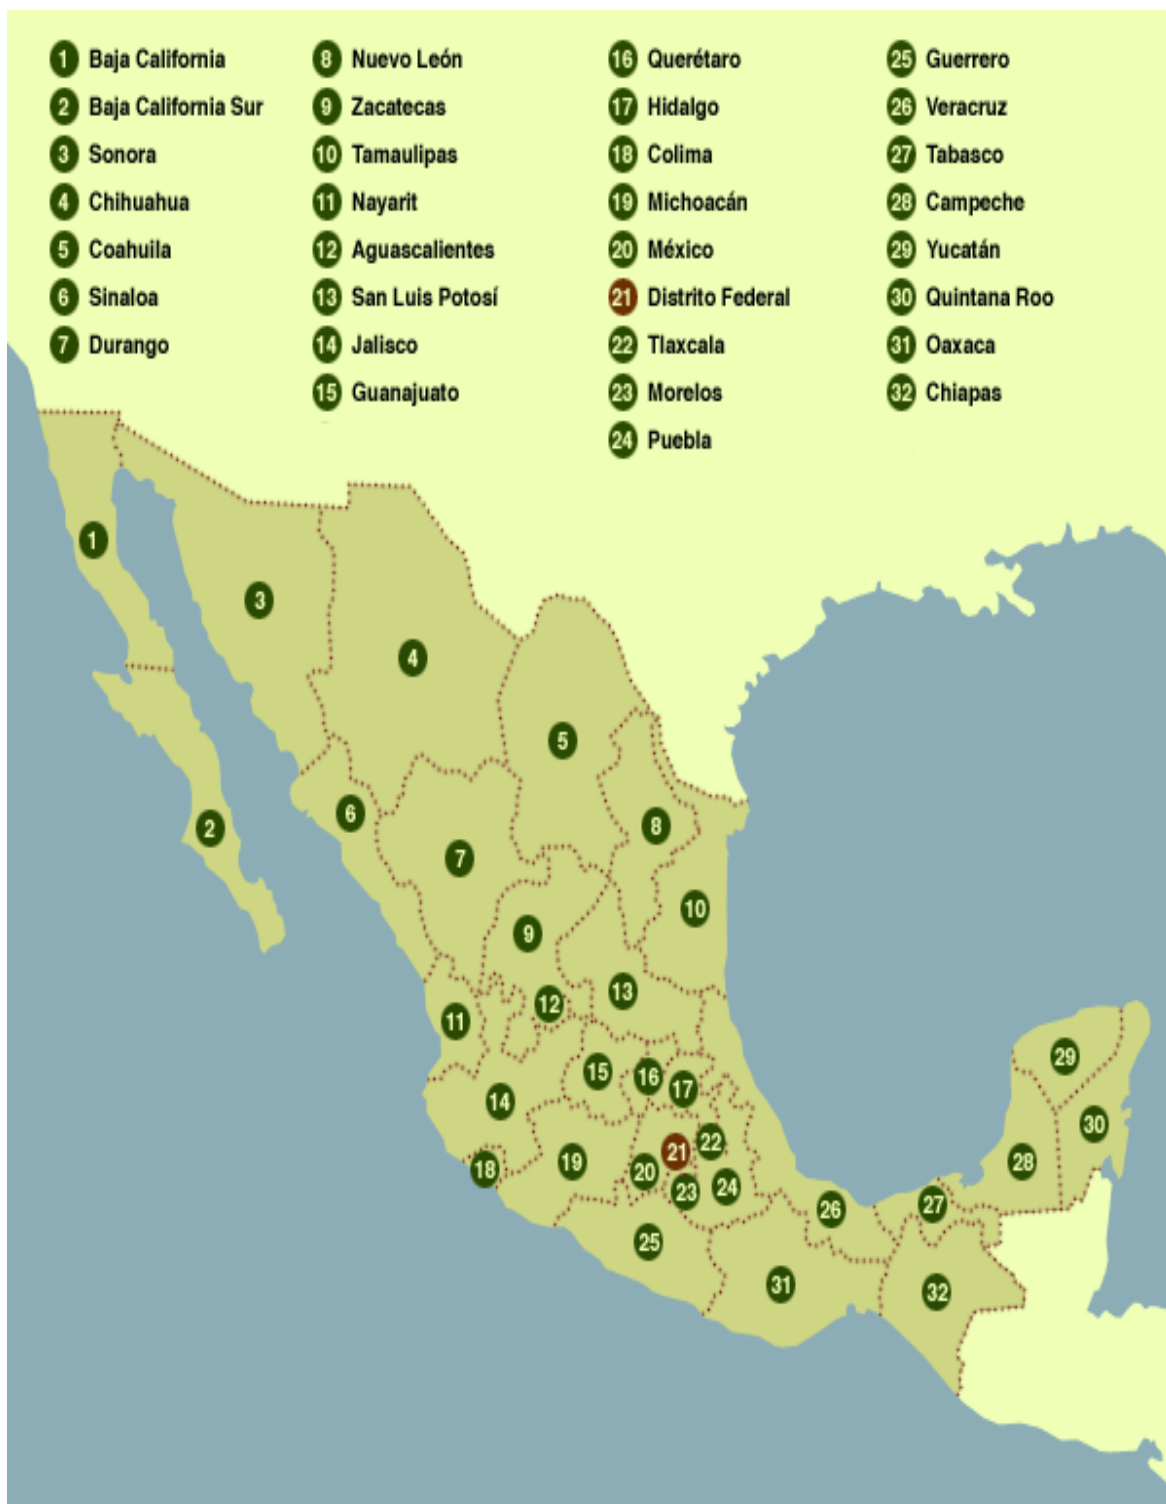 1 Baja California
2 Baja California Sur
3 Sonora
4 Chihuahua
5 Coahuila
6 Sinaloa
7 Durango
8 Nuevo León
9 Zacatecas
10 Tamaulipas
11 Nayarit
12 Aguascalientes
13 San Luis Potosí
14 Jalisco
15 Guanajuato
16 Querétaro
17 Hidalgo
18 Colima
19 Michoacán
20 México
21 Distrito Federal
22 Tlaxcala
23 Morelos
24 Puebla
25 Guerrero
26 Veracruz
27 Tabasco
28 Campeche
29 Yucatán
30 Quintana Roo
31 Oaxaca
32 Chiapas
1
3
4
5
6
2
8
7
10
9
13
12
11
29
15
16
17
14
30
22
21
19
28
18
20
24
23
27
26
25
31
32